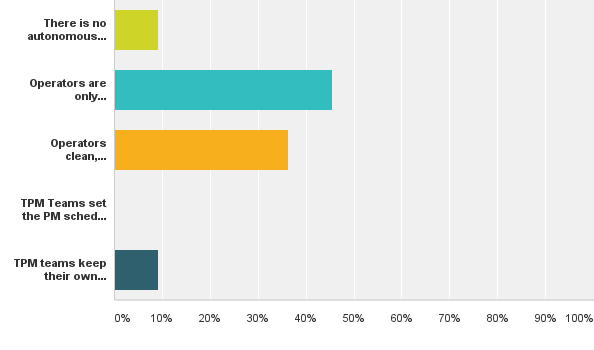 There is no
autonomous...
Operators are
only...
Operators
clean,...
TPM Teams set
the PM sched...
TPM teams keep
their own...
0% 10% 20% 30% 40% 50% 60% 70% 80% 90% 100%